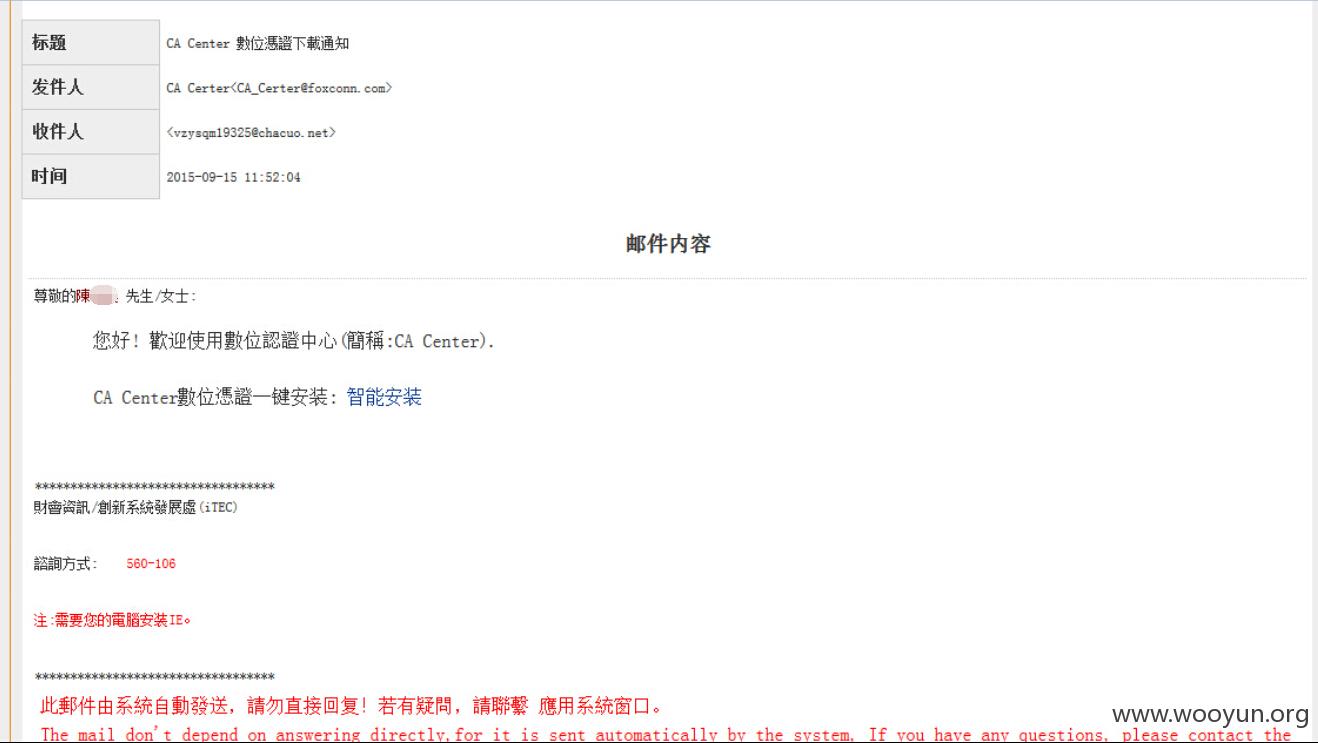 标题 CA Center 數位憑證下載通知
发件人 CA Certer<CA_Certer@foxconn.com>
收件人 <vzysqm19325@chacuo.net>
时间 2015-09-15 11:52:04
邮件内容
尊敬的陳 先生/女士:
您好! 歡迎使用數位認證中心(簡稱:CA Center).
CA Center數位憑證一键安装: 智能安装
**********************************
財會資訊/創新系統發展處(iTEC)
諮詢方式: 560-106
注:需要您的電腦安裝IE。
**********************************
此郵件由系統自動發送, 請勿直接回复! 若有疑問, 請聯繫 應用系統窗口。
The mail don't depend on answering directly,for it is sent automatically by the system. If you have any questions, please contact the
www.wooyun.org